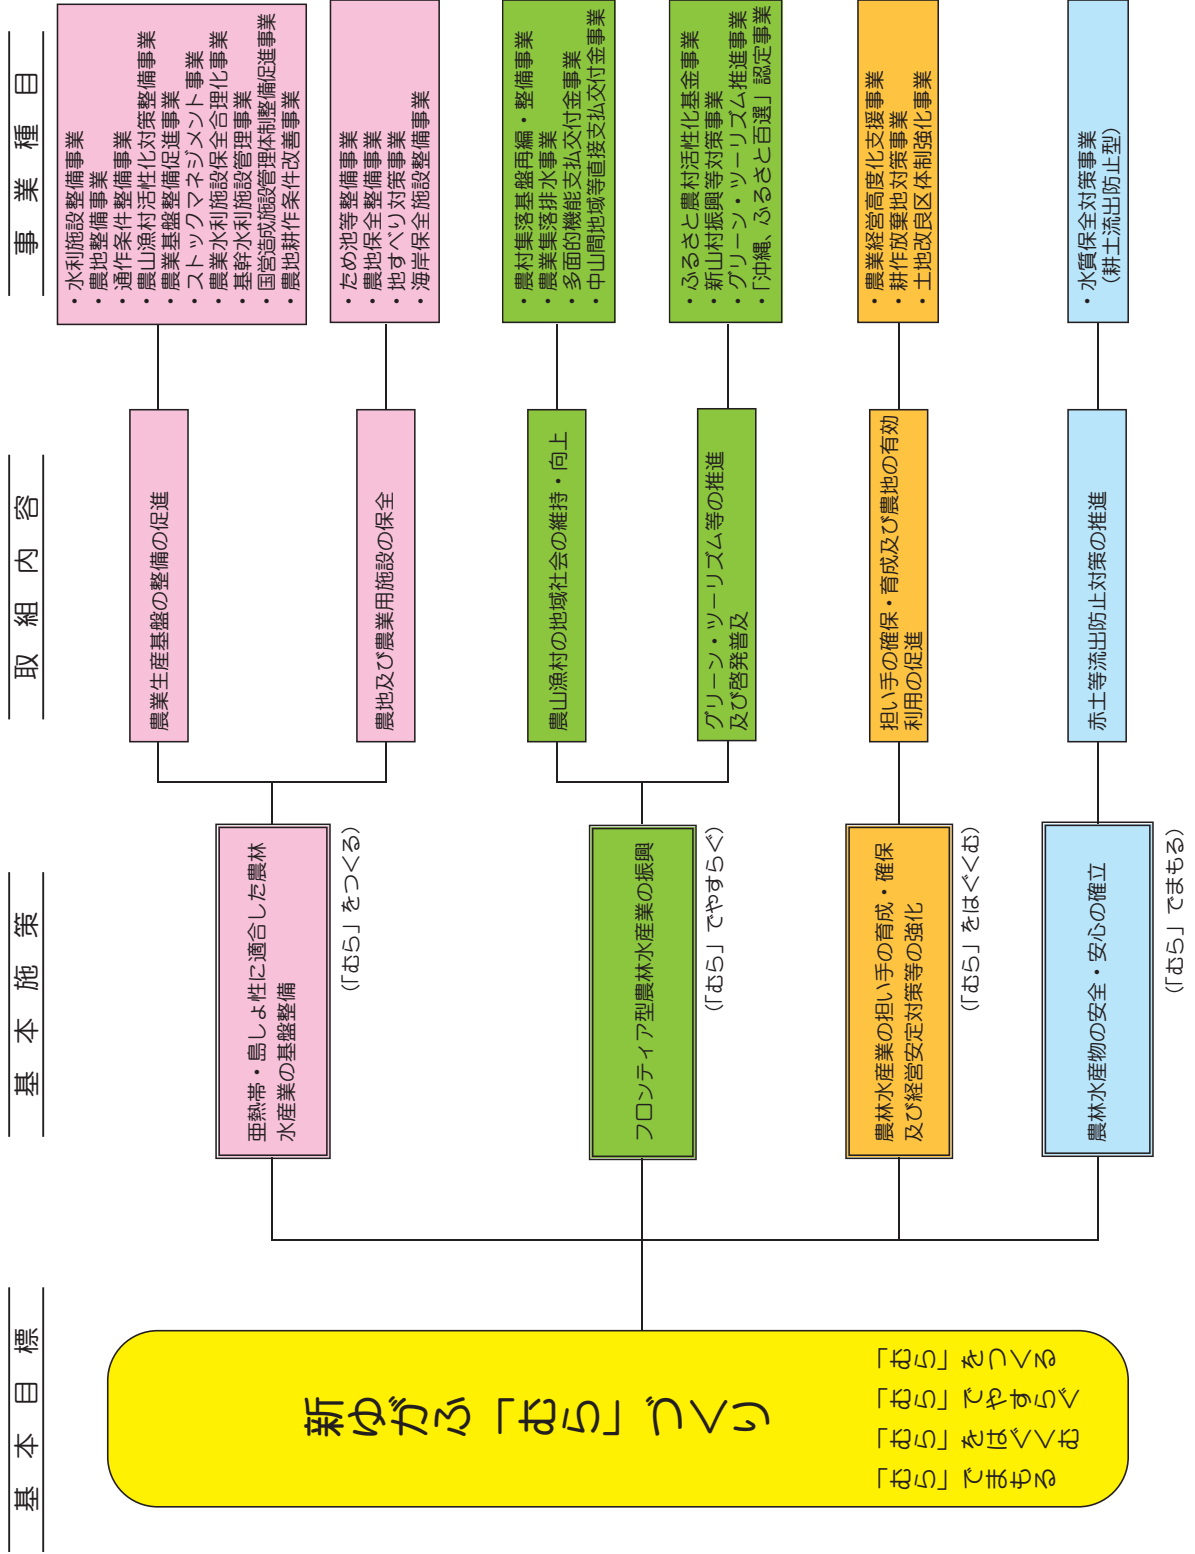 基本目標
基本施策
取組内容
事業種目
新ゆがふ「むら」づくり
「むら」をつくる
「むら」でやすらぐ
「むら」をはぐくむ
「むら」でまもる
亜熱帯・島しょ性に適合した農林
水産業の基盤整備
(「むら」をつくる)
農業生産基盤の整備の促進
・水利施設整備事業
・農地整備事業
・通作条件整備事業
・農山漁村活性化対策整備事業
・農業基盤整備促進事業
・ストックマネジメント事業
・農業水利施設保全合理化事業
・基幹水利施設管理事業
・国営造成施設管理体制整備促進事業
・農地耕作条件改善事業
農地及び農業用施設の保全
・ため池等整備事業
・農地保全整備事業
・地すべり対策事業
・海岸保全施設整備事業
フロンティア型農林水産業の振興
(「むら」でやすらぐ)
農山漁村の地域社会の維持・向上
・農村集落基盤再編・整備事業
・農業集落排水事業
・多面的機能支払交付金事業
・中山間地域等直接支払交付金事業
グリーン・ツーリズム等の推進
及び啓発普及
・ふるさと農村活性化基金事業
・新山村振興等対策事業
・グリーン・ツーリズム推進事業
・「沖縄、ふるさと百選」認定事業
農林水産業の担い手の育成・確保
及び経営安定対策等の強化
(「むら」をはぐくむ)
担い手の確保・育成及び農地の有効
利用の促進
・農業経営高度化支援事業
・耕作放棄地対策事業
・土地改良区体制強化事業
農林水産物の安全・安心の確立
(「むら」でまもる)
赤土等流出防止対策の推進
・水質保全対策事業
(耕土流出防止型)